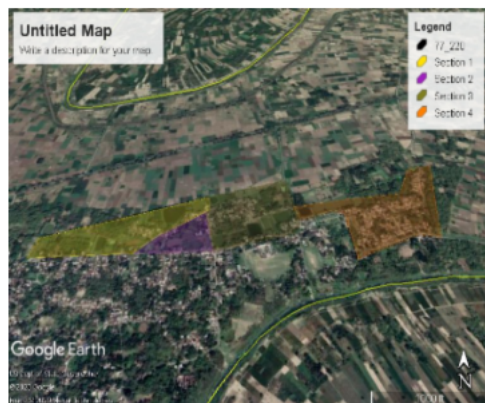 Untitled Map
Write a description for your map.
Legend
77_220
Section 1
Section 2
Section 3
Section 4
Google Earth
N